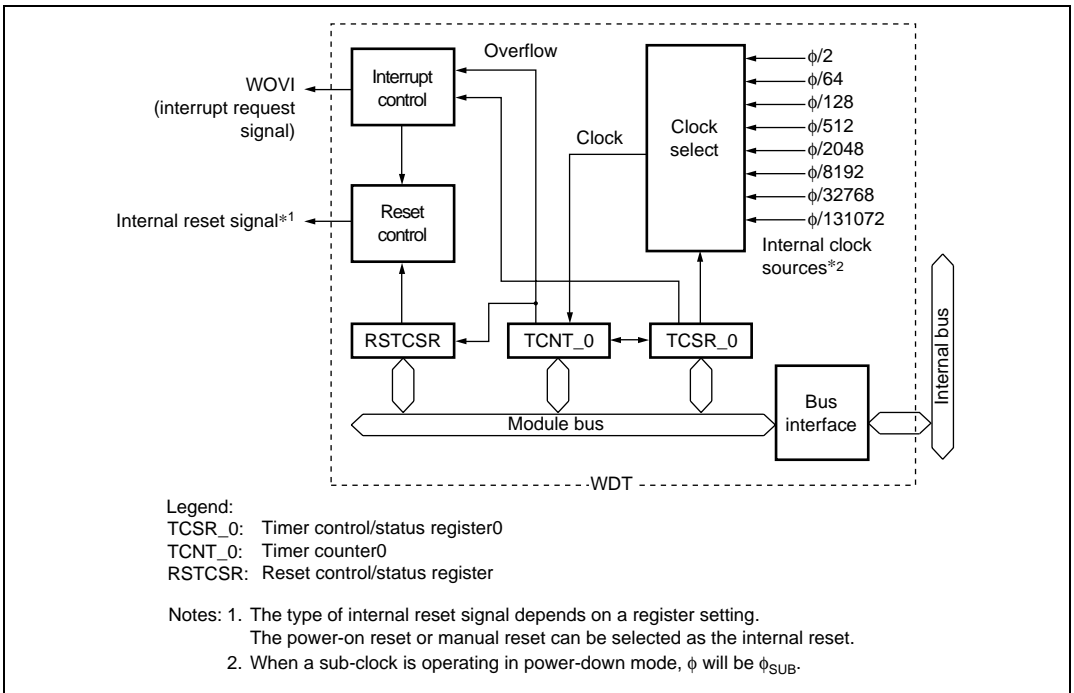 Overflow
Interrupt
control
WOVI
(interrupt request
signal)
Clock
Clock
select
ϕ/2
ϕ/64
ϕ/128
ϕ/512
ϕ/2048
ϕ/8192
ϕ/32768
ϕ/131072
Internal clock
sources*2
Reset
control
Internal reset signal*1
RSTCSR
TCNT_0
TCSR_0
Module bus
Bus
interface
Internal bus
WDT
Legend:
TCSR_0: Timer control/status register0
TCNT_0: Timer counter0
RSTCSR: Reset control/status register
Notes: 1. The type of internal reset signal depends on a register setting.
The power-on reset or manual reset can be selected as the internal reset.
2. When a sub-clock is operating in power-down mode, ϕ will be ϕSUB.